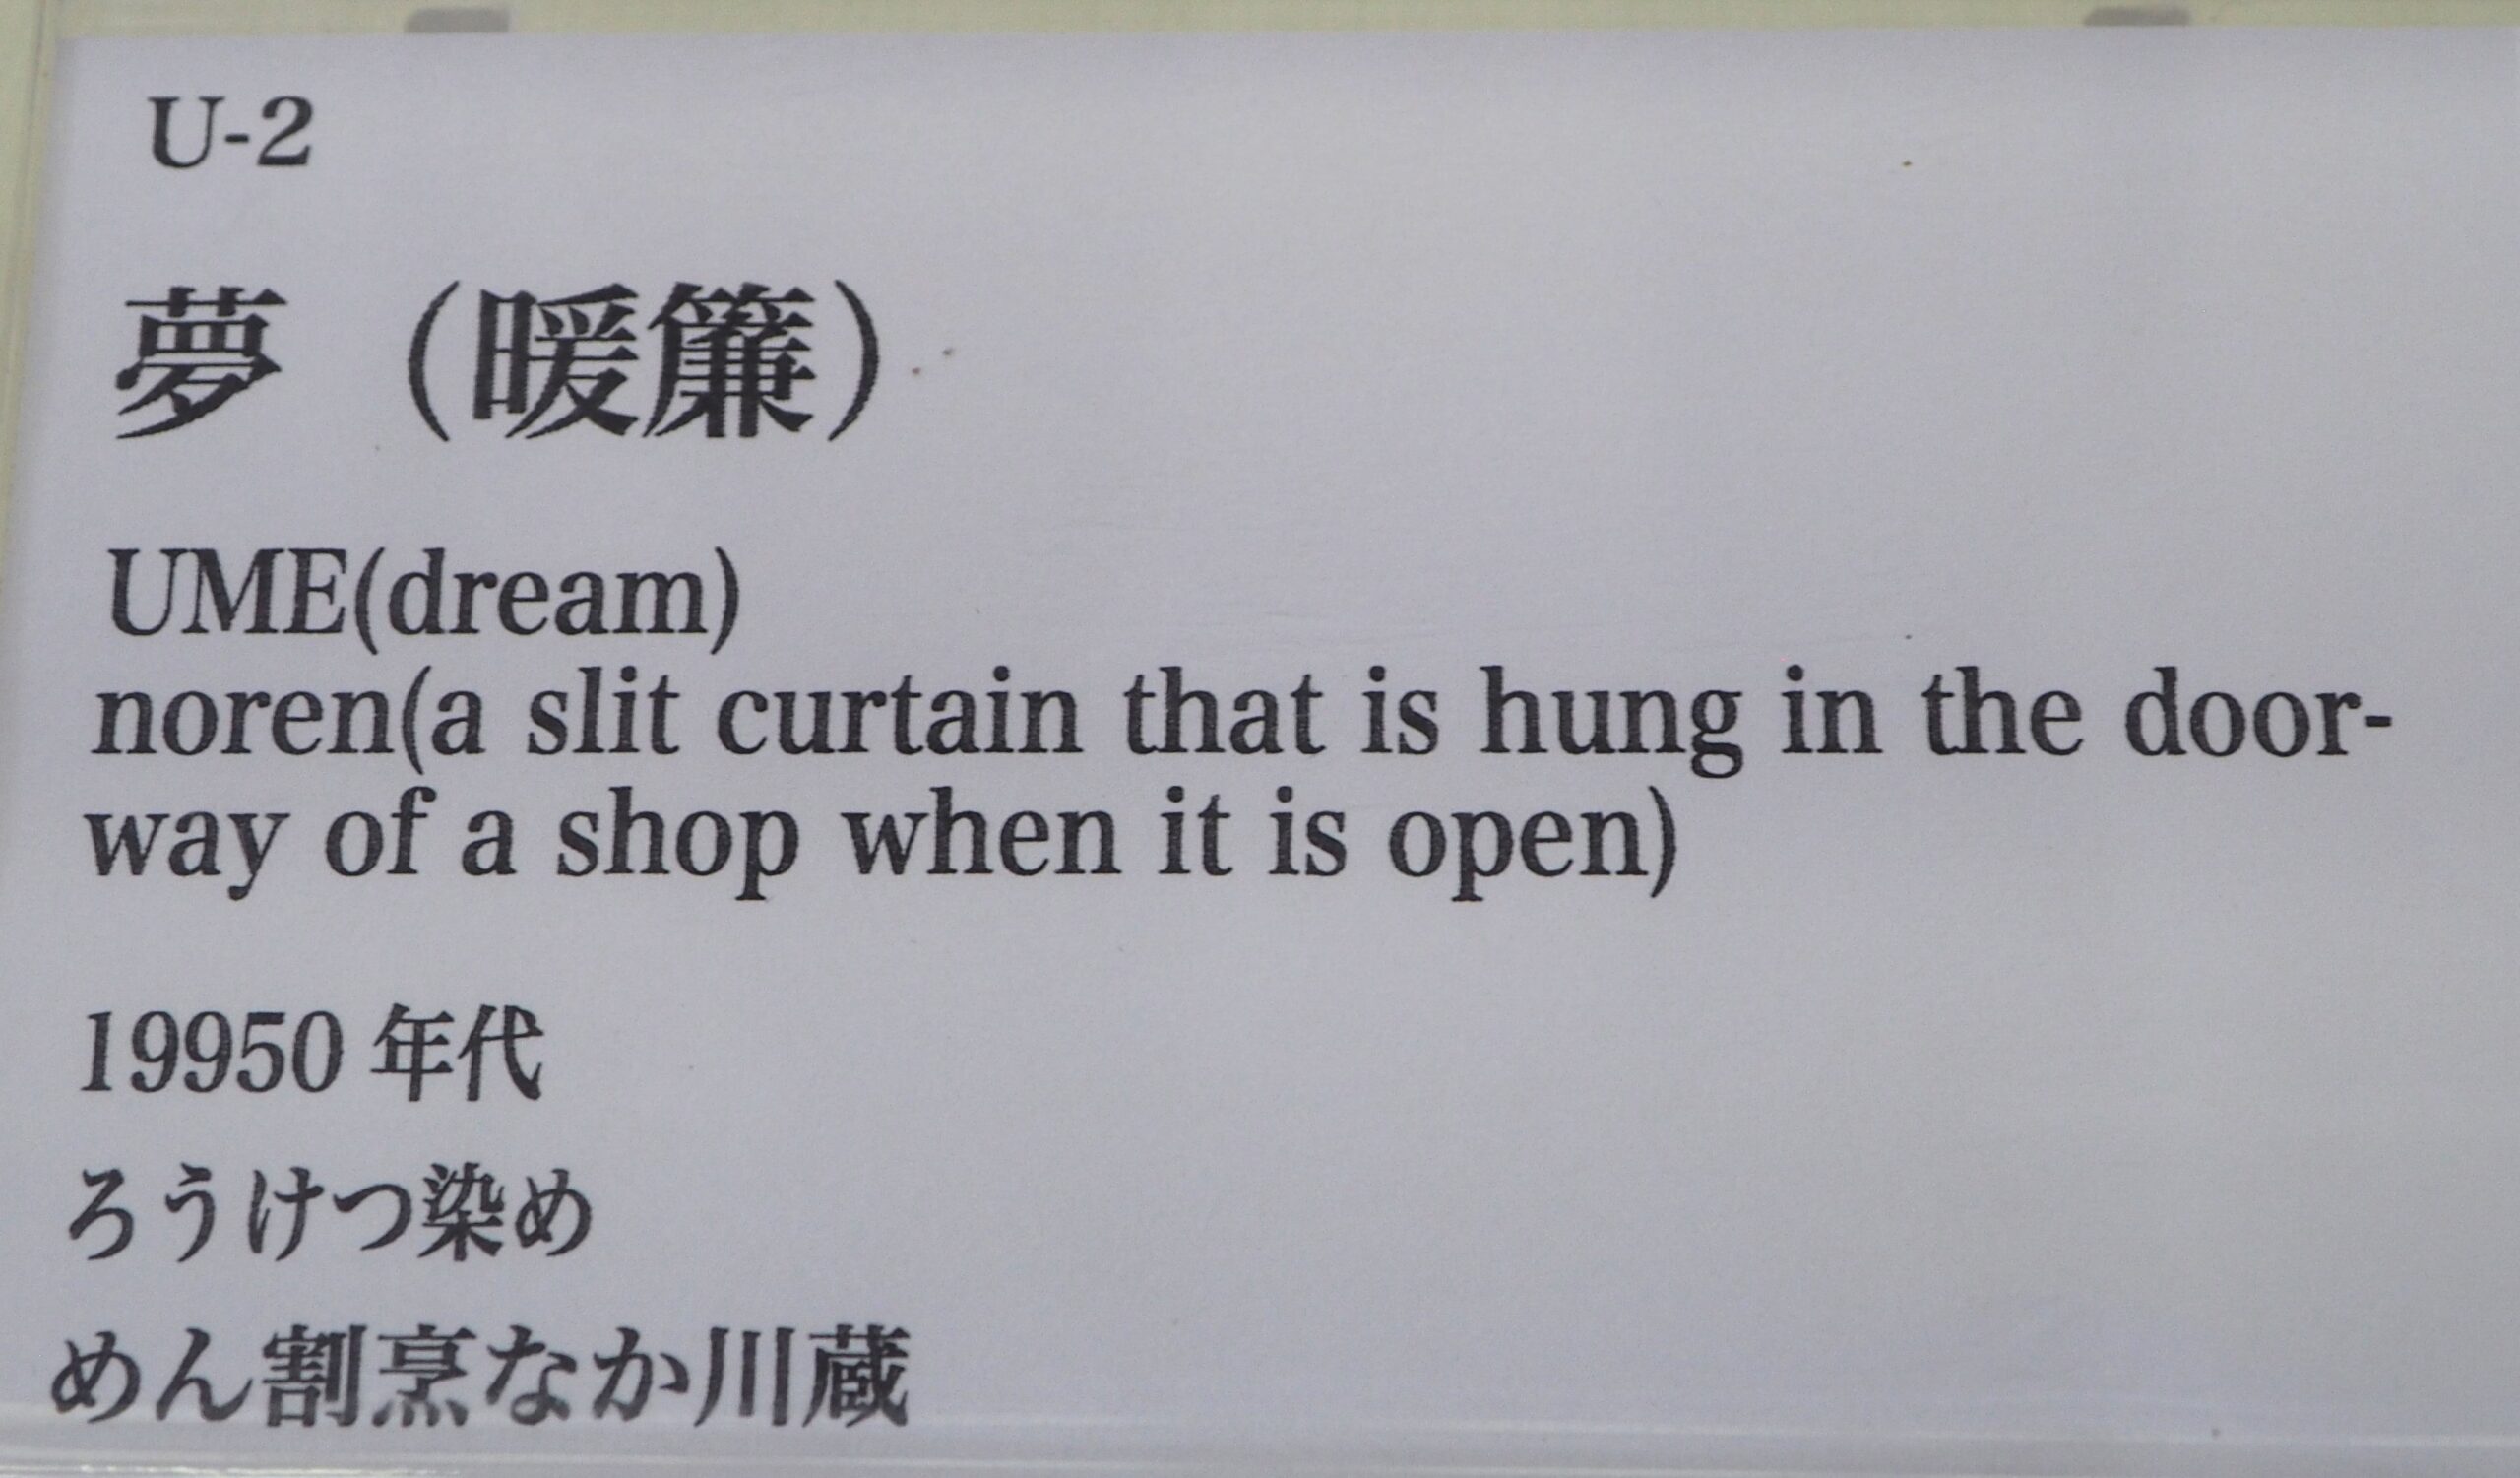 U-2
夢（暖簾）
UME(dream)
noren(a slit curtain that is hung in the door-
way of a shop when it is open)
19950 年代
ろうけつ染め
めん割烹なか川蔵